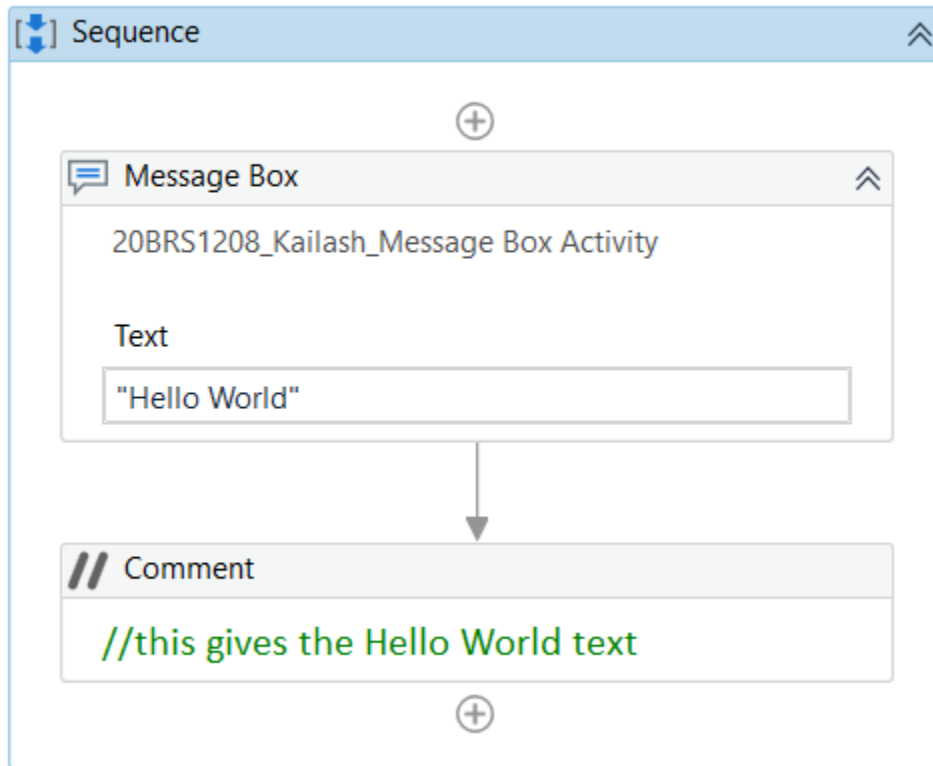 Sequence
Message Box
20BRS1208_Kailash_Message Box Activity
Text
"Hello World"
// Comment
//this gives the Hello World text